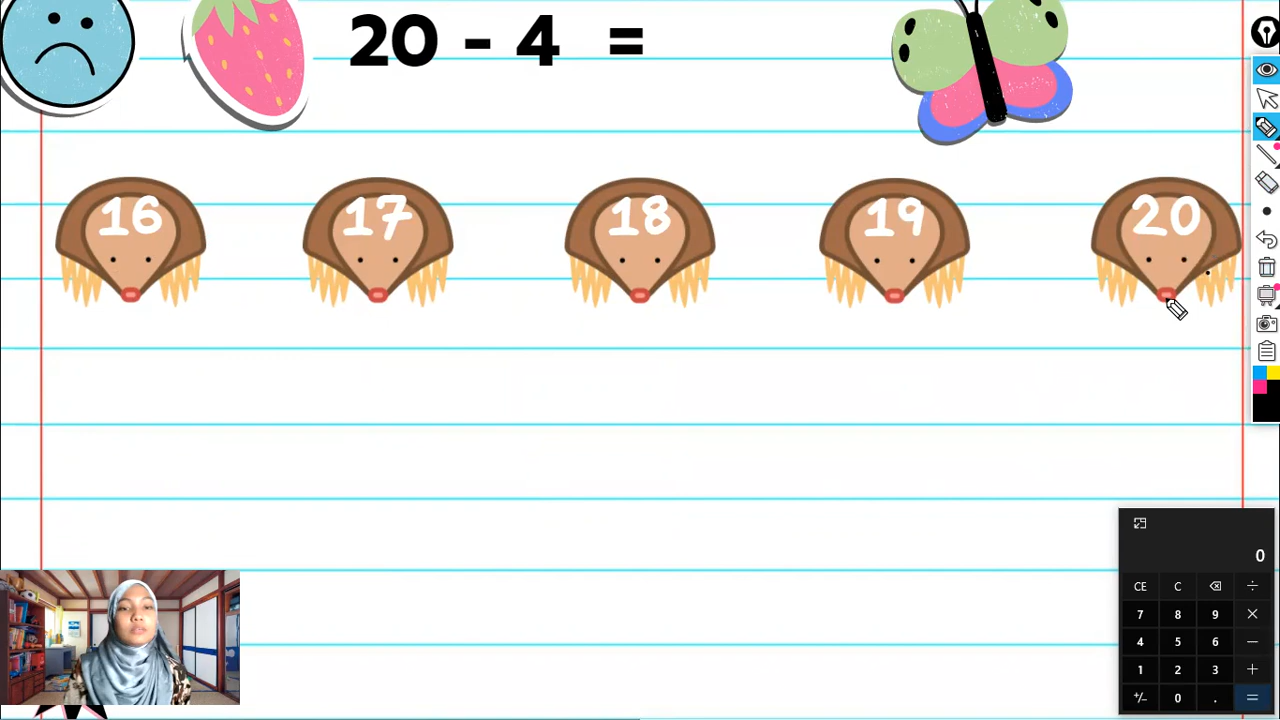 20 - 4 =
16 17 18 19 20
0
CE C ÷
7 8 9 ×
4 5 6 −
1 2 3 +
+/− 0 . =